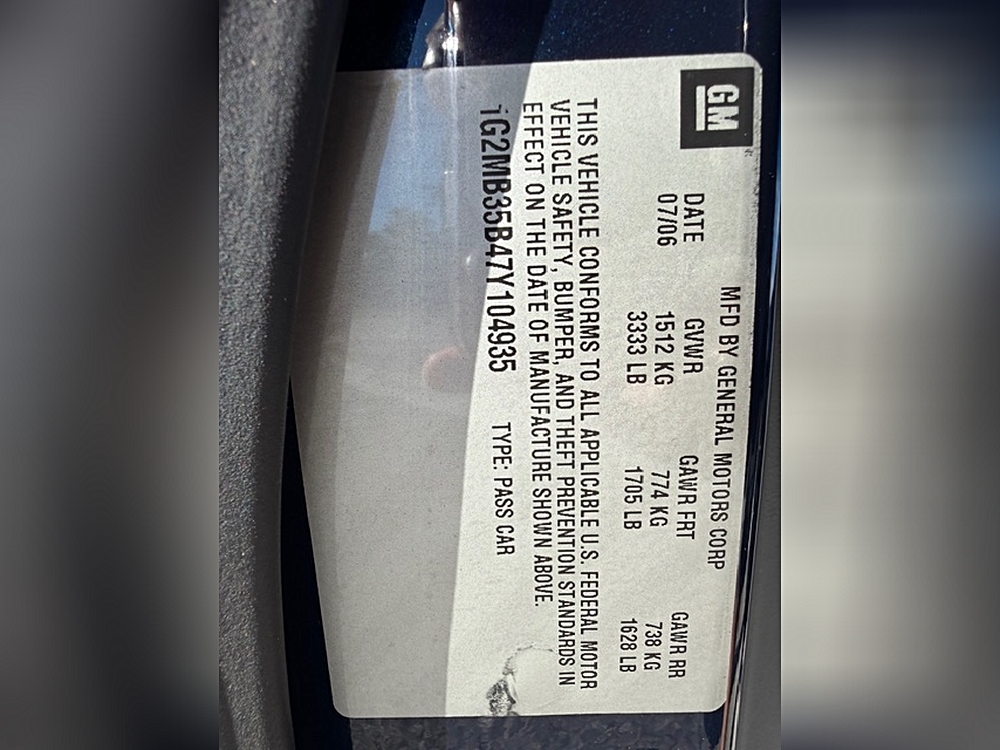 GM
MFD BY GENERAL MOTORS CORP
DATE GVWR GAWR FRT GAWR RR
07/06 1512 KG 774 KG 738 KG
3333 LB 1705 LB 1628 LB
THIS VEHICLE CONFORMS TO ALL APPLICABLE U.S. FEDERAL MOTOR
VEHICLE SAFETY, BUMPER, AND THEFT PREVENTION STANDARDS IN
EFFECT ON THE DATE OF MANUFACTURE SHOWN ABOVE.
1G2MB35B47Y104935 TYPE: PASS CAR